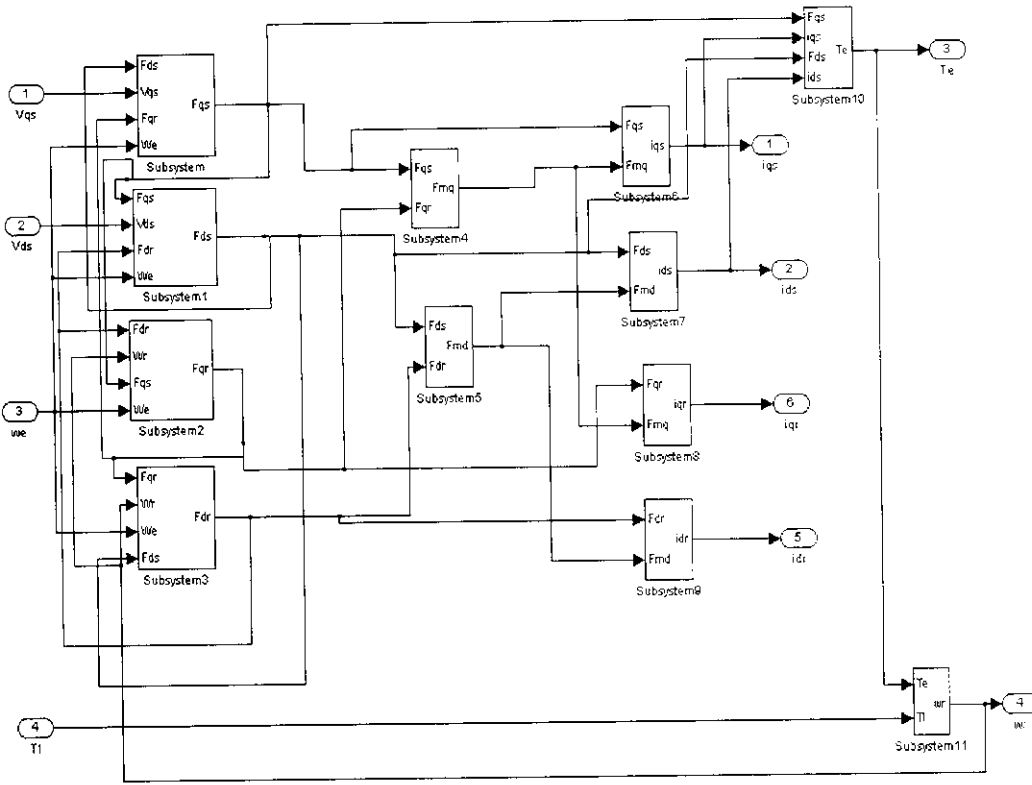 Fqs
iqs
Fds
ids
Te
Subsystem10
3
Te
1
Vqs
Fds
Vqs
Fqr
We
Fqs
Subsystem
Fqs
Fmq
iqs
Subsystem6
1
iqs
Fqs
Fqr
Fmq
Subsystem4
2
Vds
Fqs
Vds
Fdr
We
Fds
Subsystem1
Fds
Fmd
ids
Subsystem7
2
ids
Fds
Fdr
Fmd
Subsystem5
3
we
Fdr
Wr
Fqs
We
Fqr
Subsystem2
Fqr
Fmq
iqr
Subsystem8
6
iqr
Fqr
Wr
We
Fds
Fdr
Subsystem3
Fdr
Fmd
idr
Subsystem9
5
idr
4
Tl
Te
Tl
wr
Subsystem11
4